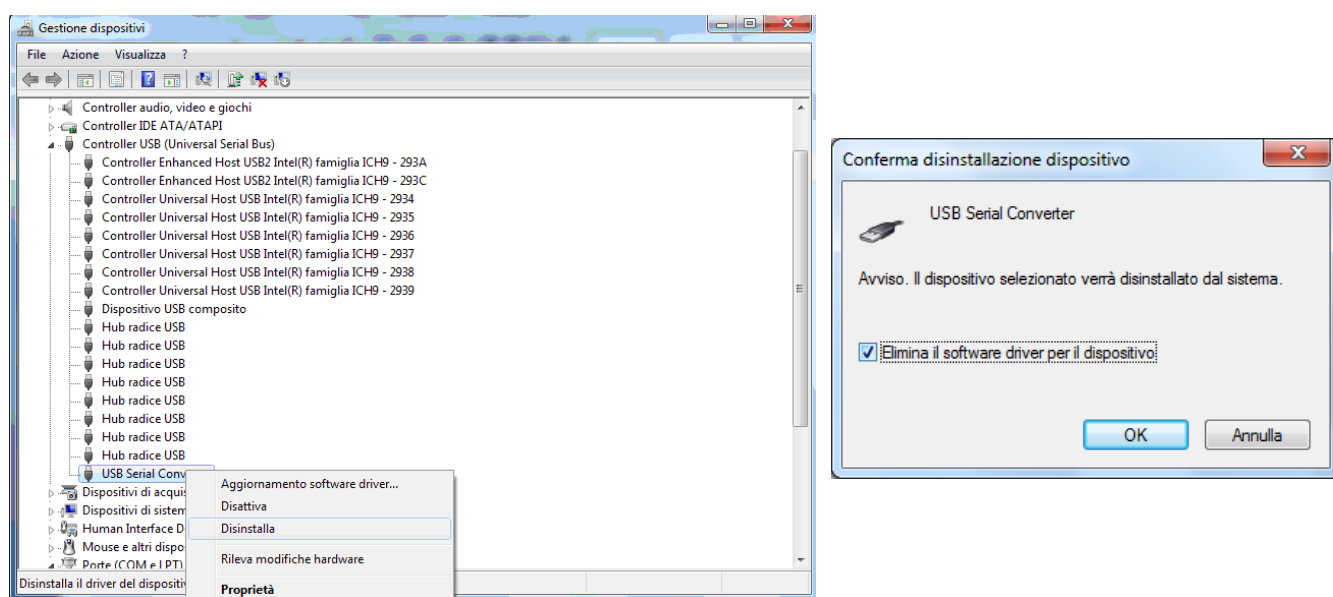 Gestione dispositivi
File Azione Visualizza ?
Controller audio, video e giochi
Controller IDE ATA/ATAPI
Controller USB (Universal Serial Bus)
Controller Enhanced Host USB2 Intel(R) famiglia ICH9 - 293A
Controller Enhanced Host USB2 Intel(R) famiglia ICH9 - 293C
Controller Universal Host USB Intel(R) famiglia ICH9 - 2934
Controller Universal Host USB Intel(R) famiglia ICH9 - 2935
Controller Universal Host USB Intel(R) famiglia ICH9 - 2936
Controller Universal Host USB Intel(R) famiglia ICH9 - 2937
Controller Universal Host USB Intel(R) famiglia ICH9 - 2938
Controller Universal Host USB Intel(R) famiglia ICH9 - 2939
Dispositivo USB composito
Hub radice USB
Hub radice USB
Hub radice USB
Hub radice USB
Hub radice USB
Hub radice USB
Hub radice USB
Hub radice USB
USB Serial Conv
Dispositivi di acquis
Dispositivi di sistem
Human Interface D
Mouse e altri dispo
Porte (COM e LPT)
Disinstalla il driver del dispositiv
Aggiornamento software driver...
Disattiva
Disinstalla
Rileva modifiche hardware
Proprietà
Conferma disinstallazione dispositivo
USB Serial Converter
Avviso. Il dispositivo selezionato verrà disinstallato dal sistema.
Elimina il software driver per il dispositivo
OK Annulla